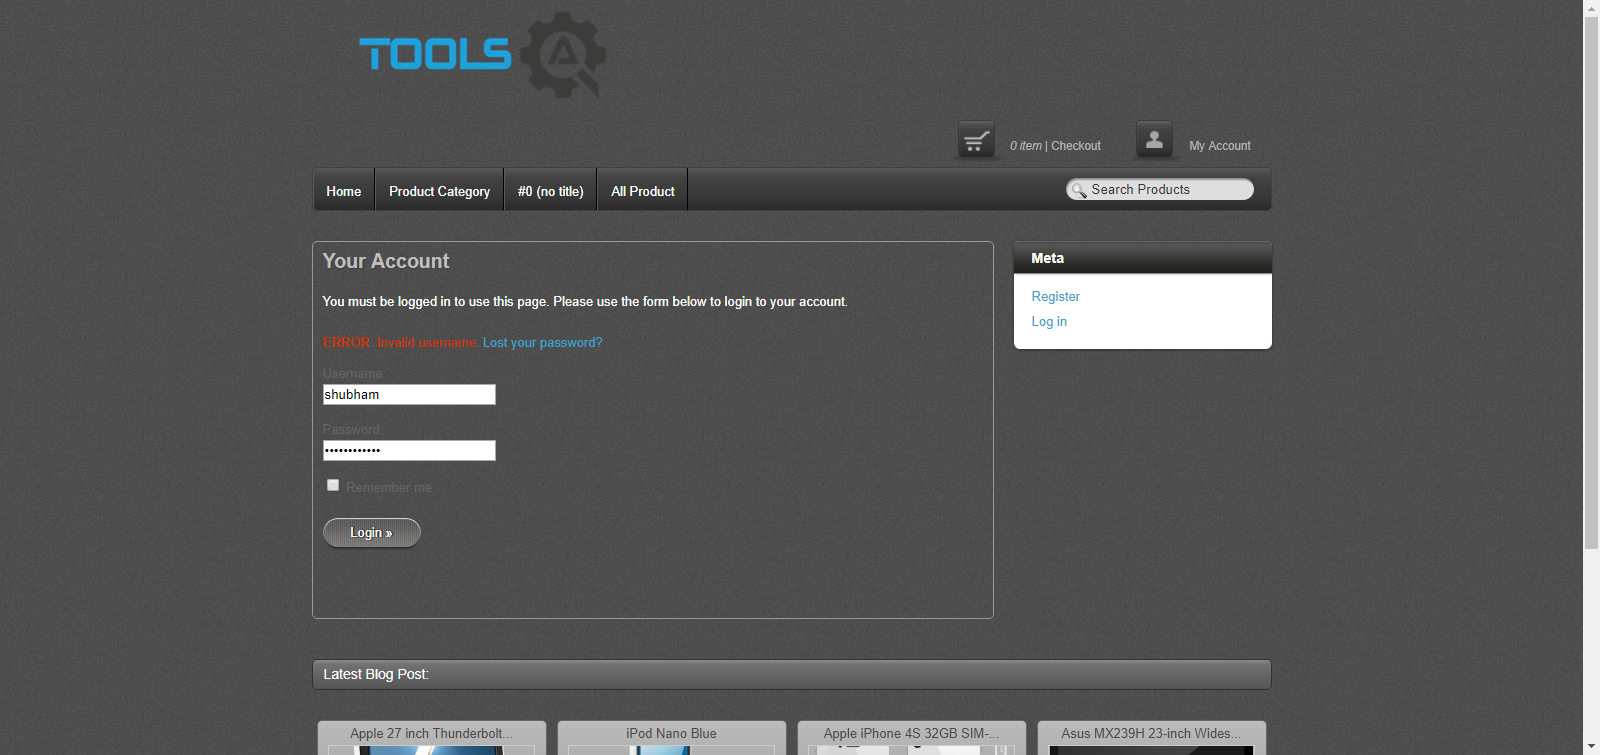 TOOLS
0 item | Checkout
My Account
Home
Product Category
#0 (no title)
All Product
Search Products
Your Account
You must be logged in to use this page. Please use the form below to login to your account.
ERROR: Invalid username. Lost your password?
Username:
shubham
Password:
••••••••••••
Remember me
Login »
Meta
Register
Log in
Latest Blog Post:
Apple 27 inch Thunderbolt...
iPod Nano Blue
Apple iPhone 4S 32GB SIM-...
Asus MX239H 23-inch Wides...